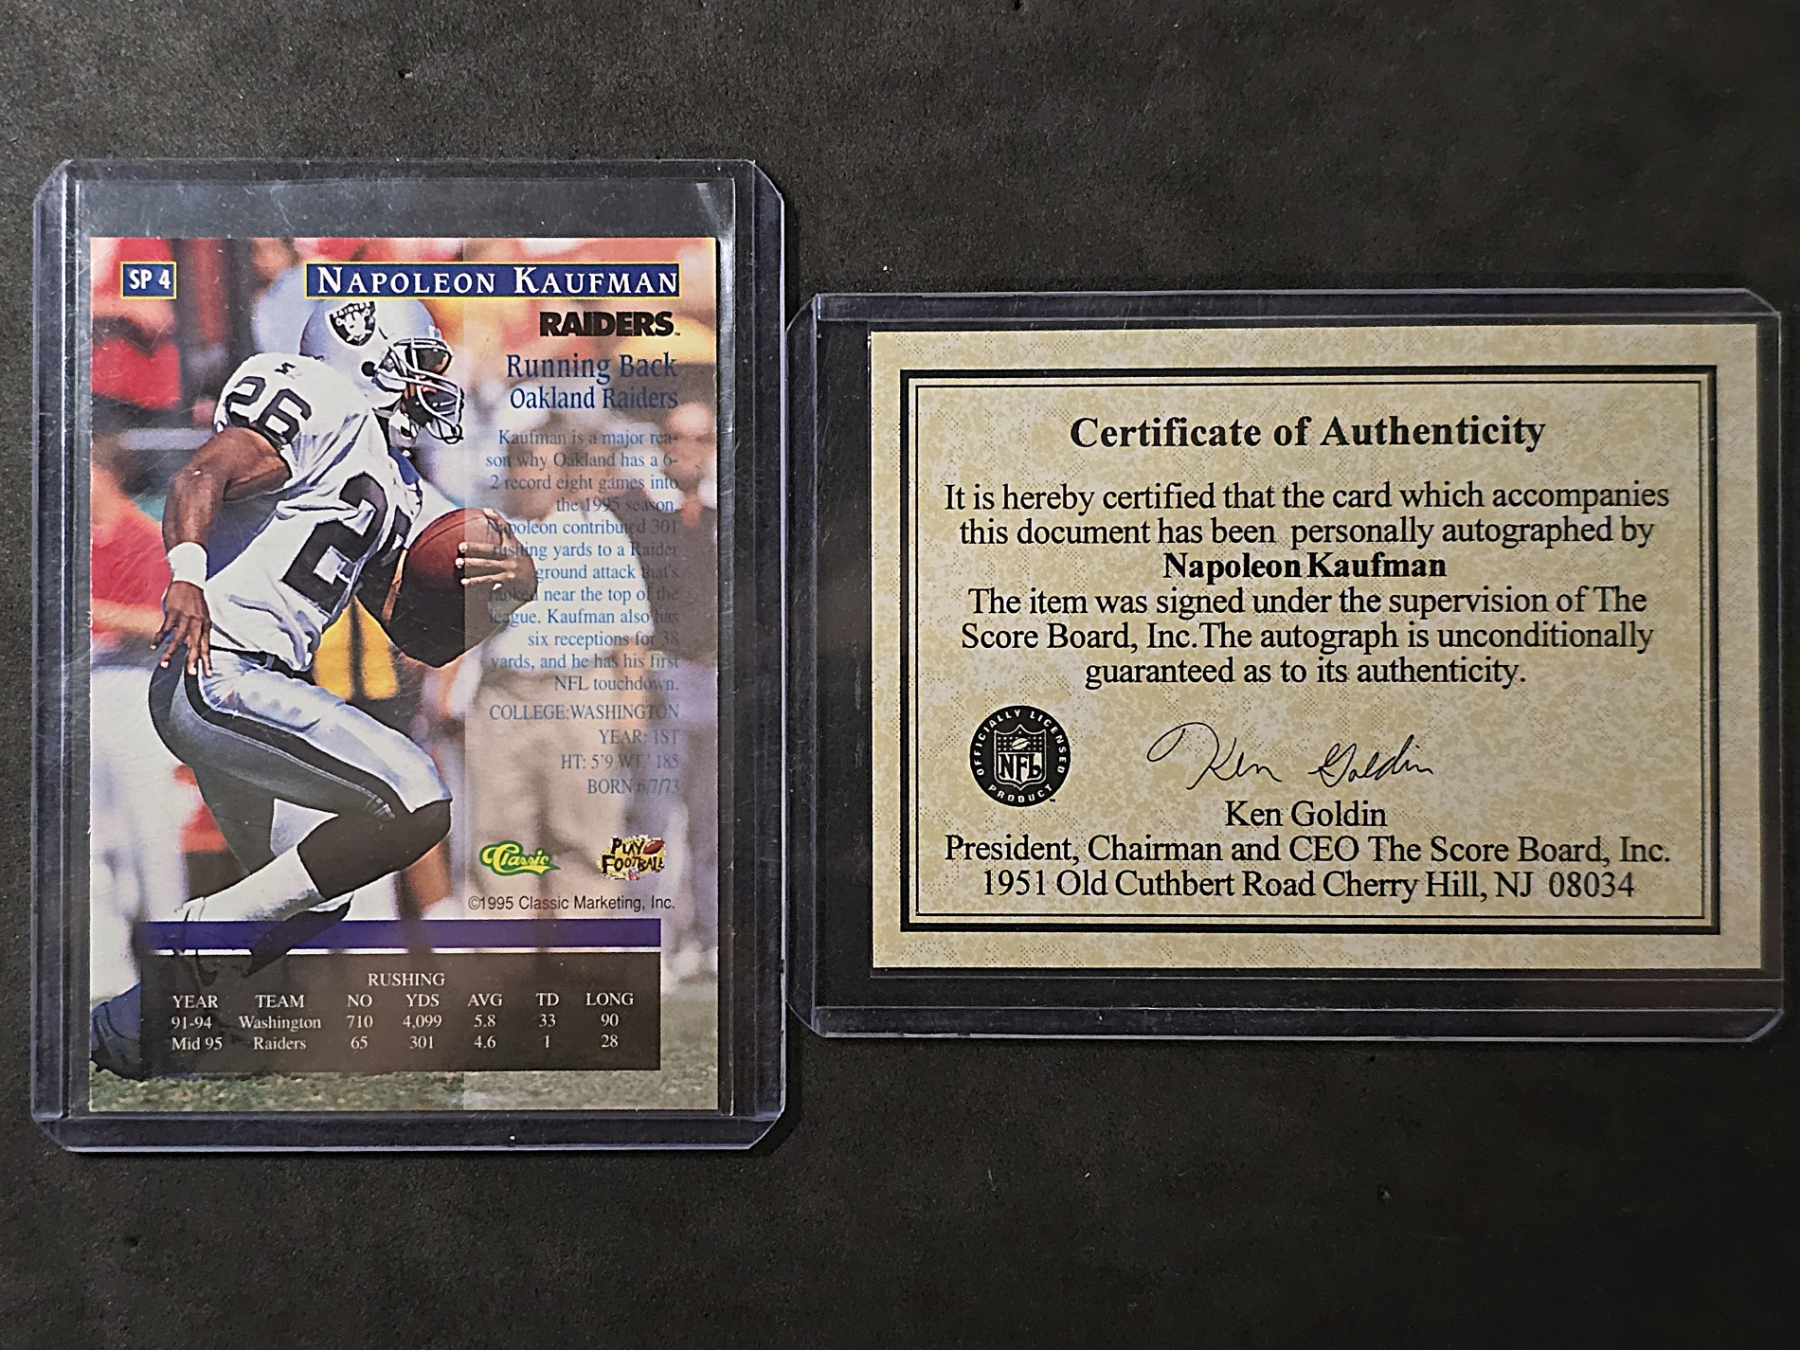 SP 4
NAPOLEON KAUFMAN
RAIDERS
Running Back
Oakland Raiders
Kaufman is a major rea-
son why Oakland has a 6-
2 record eight games into
the 1995 season.
Napoleon contributed 301
rushing yards to a Raider
ground attack that's
ranked near the top of the
league. Kaufman also has
six receptions for 38
yards, and he has his first
NFL touchdown.
COLLEGE:WASHINGTON
YEAR: 1ST
HT: 5'9 WT.' 185
BORN 6/7/73
Classic
PLAY FOOTBALL
©1995 Classic Marketing, Inc.
RUSHING
YEAR TEAM NO YDS AVG TD LONG
91-94 Washington 710 4,099 5.8 33 90
Mid 95 Raiders 65 301 4.6 1 28
26
26
Certificate of Authenticity
It is hereby certified that the card which accompanies
this document has been personally autographed by
Napoleon Kaufman
The item was signed under the supervision of The
Score Board, Inc. The autograph is unconditionally
guaranteed as to its authenticity.
OFFICIALLY LICENSED
NFL
PRODUCT
Ken Goldin
Ken Goldin
President, Chairman and CEO The Score Board, Inc.
1951 Old Cuthbert Road Cherry Hill, NJ 08034